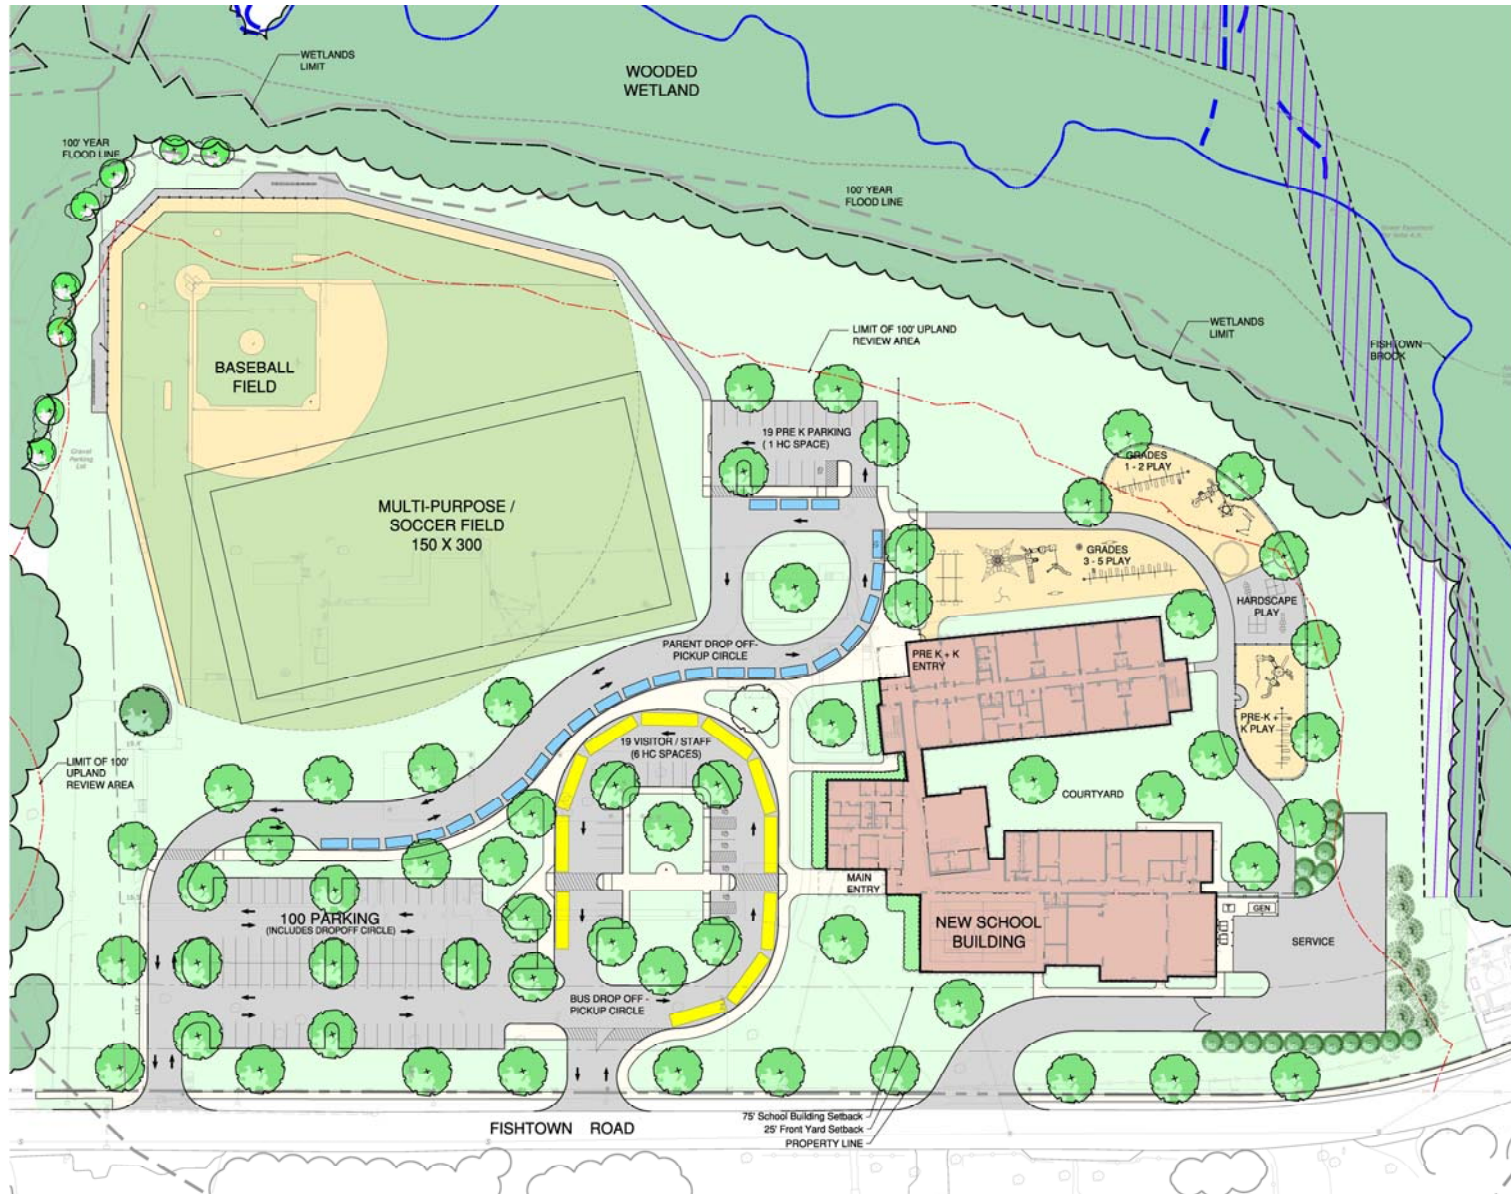 WETLANDS
LIMIT
WOODED
WETLAND
100' YEAR
FLOOD LINE
100' YEAR
FLOOD LINE
LIMIT OF 100' UPLAND
REVIEW AREA
WETLANDS
LIMIT
FISHTOWN
BROOK
BASEBALL
FIELD
Gravel
Parking
Lot
19 PRE K PARKING
( 1 HC SPACE)
GRADES
1 - 2 PLAY
MULTI-PURPOSE /
SOCCER FIELD
150 X 300
GRADES
3 - 5 PLAY
HARDSCAPE
PLAY
PARENT DROP OFF-
PICKUP CIRCLE
PRE K + K
ENTRY
PRE-K +
K PLAY
19 VISITOR / STAFF
(6 HC SPACES)
LIMIT OF 100'
UPLAND
REVIEW AREA
COURTYARD
MAIN
ENTRY
100 PARKING
(INCLUDES DROPOFF CIRCLE)
NEW SCHOOL
BUILDING
T
GEN
SERVICE
BUS DROP OFF -
PICKUP CIRCLE
75' School Building Setback
25' Front Yard Setback
PROPERTY LINE
FISHTOWN ROAD